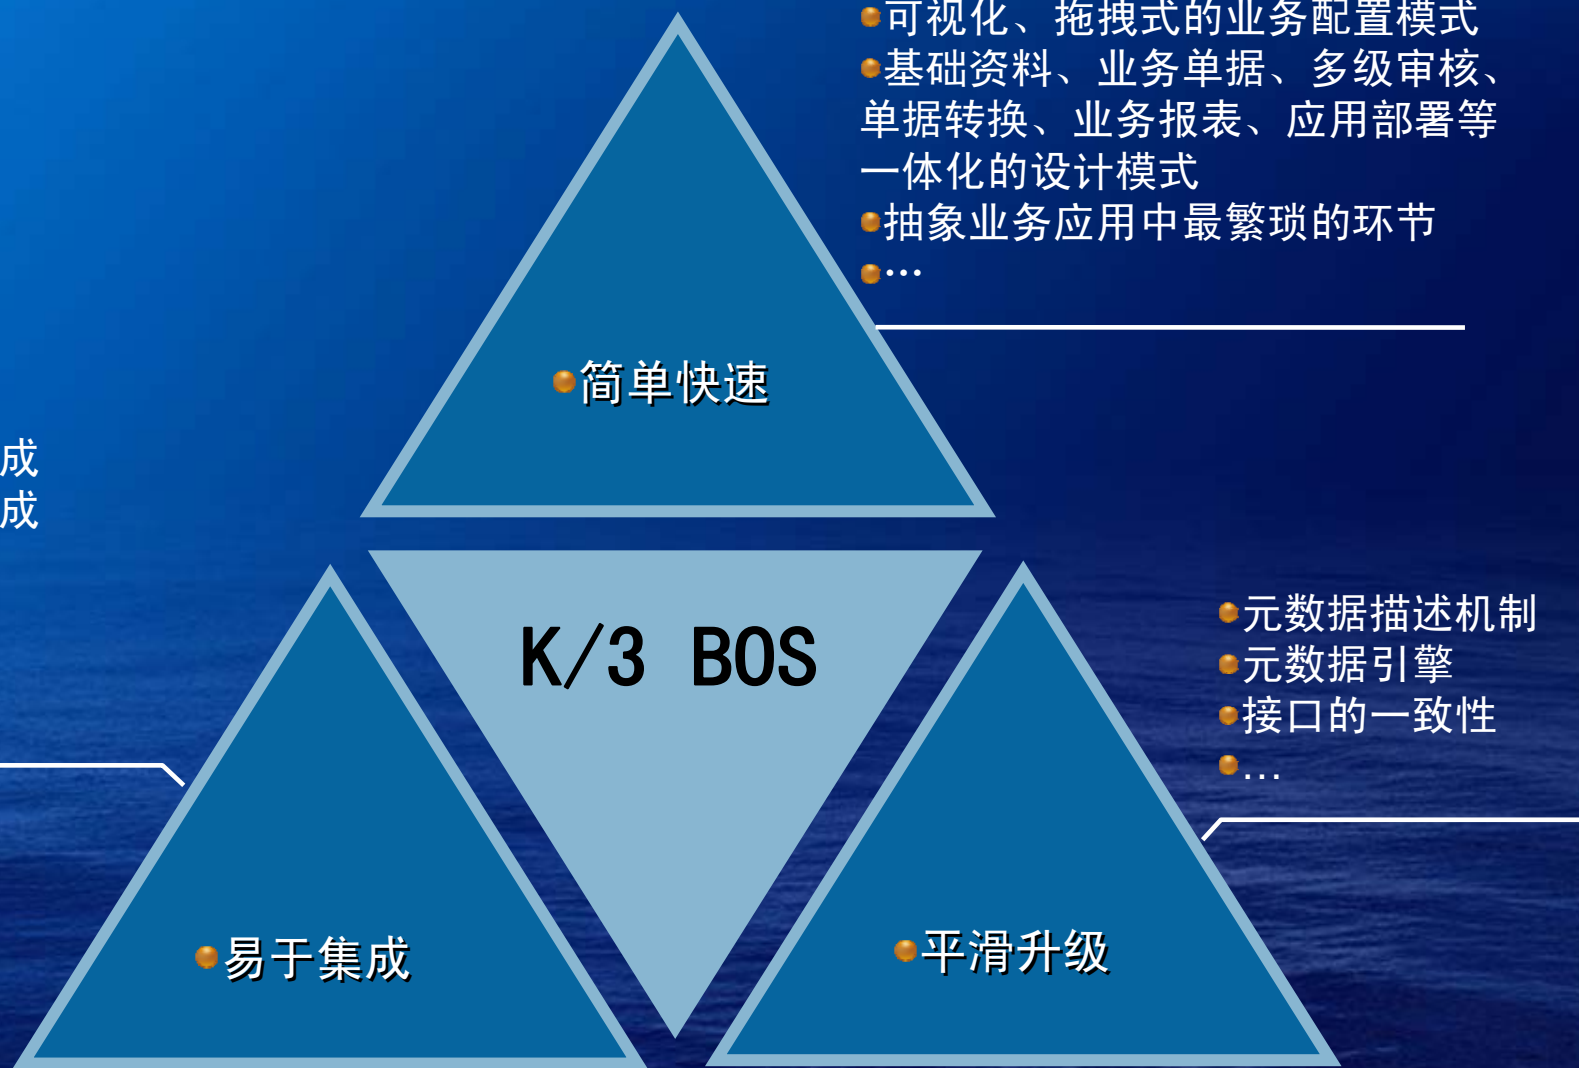 可视化、拖拽式的业务配置模式
基础资料、业务单据、多级审核、
单据转换、业务报表、应用部署等
一体化的设计模式
抽象业务应用中最繁琐的环节
…
简单快速
成
成
K/3 BOS
元数据描述机制
元数据引擎
接口的一致性
...
易于集成
平滑升级